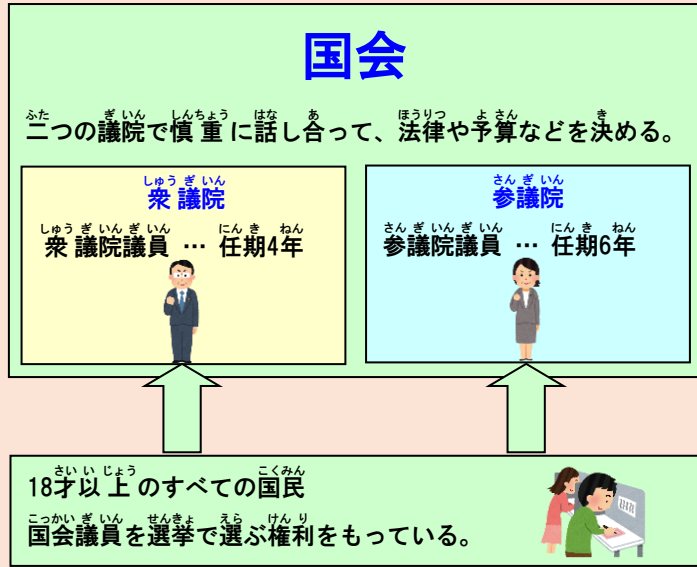 国会
二つの議院で慎重に話し合って、法律や予算などを決める。
衆議院
衆議院議員 … 任期4年
参議院
参議院議員 … 任期6年
18才以上のすべての国民
国会議員を選挙で選ぶ権利をもっている。